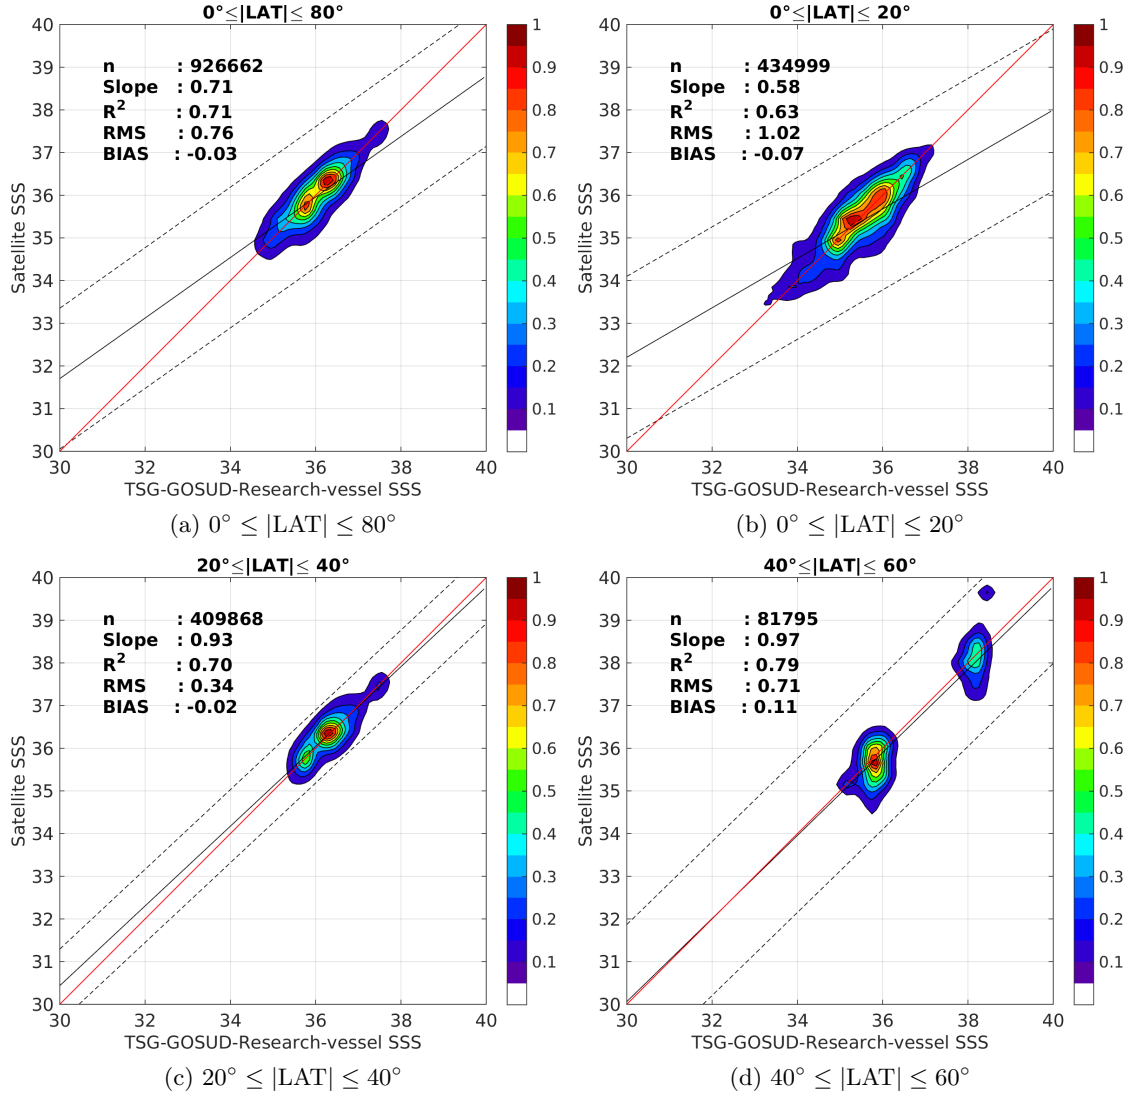 0°≤|LAT|≤ 80°
n : 926662
Slope : 0.71
R² : 0.71
RMS : 0.76
BIAS : -0.03
40
39
38
37
36
35
34
33
32
31
30
30 32 34 36 38 40
Satellite SSS
TSG-GOSUD-Research-vessel SSS
1
0.9
0.8
0.7
0.6
0.5
0.4
0.3
0.2
0.1
(a) 0° ≤ |LAT| ≤ 80°
0°≤|LAT|≤ 20°
n : 434999
Slope : 0.58
R² : 0.63
RMS : 1.02
BIAS : -0.07
40
39
38
37
36
35
34
33
32
31
30
30 32 34 36 38 40
Satellite SSS
TSG-GOSUD-Research-vessel SSS
1
0.9
0.8
0.7
0.6
0.5
0.4
0.3
0.2
0.1
(b) 0° ≤ |LAT| ≤ 20°
20°≤|LAT|≤ 40°
n : 409868
Slope : 0.93
R² : 0.70
RMS : 0.34
BIAS : -0.02
40
39
38
37
36
35
34
33
32
31
30
30 32 34 36 38 40
Satellite SSS
TSG-GOSUD-Research-vessel SSS
1
0.9
0.8
0.7
0.6
0.5
0.4
0.3
0.2
0.1
(c) 20° ≤ |LAT| ≤ 40°
40°≤|LAT|≤ 60°
n : 81795
Slope : 0.97
R² : 0.79
RMS : 0.71
BIAS : 0.11
40
39
38
37
36
35
34
33
32
31
30
30 32 34 36 38 40
Satellite SSS
TSG-GOSUD-Research-vessel SSS
1
0.9
0.8
0.7
0.6
0.5
0.4
0.3
0.2
0.1
(d) 40° ≤ |LAT| ≤ 60°